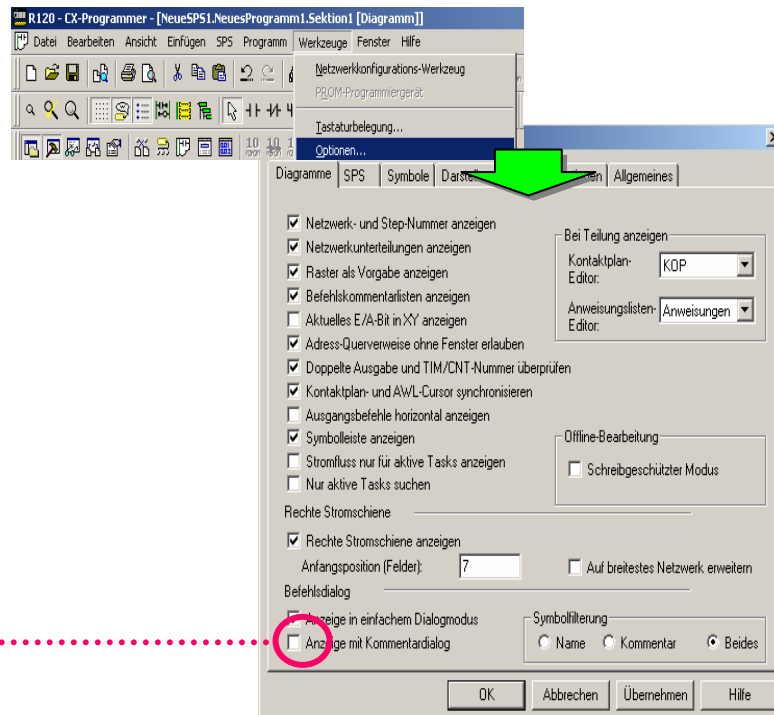 R120 - CX-Programmer - [NeueSPS1.NeuesProgramm1.Sektion1 [Diagramm]]
Datei Bearbeiten Ansicht Einfügen SPS Programm Werkzeuge Fenster Hilfe
Netzwerkkonfigurations-Werkzeug
PROM-Programmiergerät
Tastaturbelegung...
Optionen...
Diagramme SPS Symbole Allgemeines
Netzwerk- und Step-Nummer anzeigen
Netzwerkunterteilungen anzeigen
Raster als Vorgabe anzeigen
Befehlskommentarlisten anzeigen
Aktuelles E/A-Bit in XY anzeigen
Adress-Querverweise ohne Fenster erlauben
Doppelte Ausgabe und TIM/CNT-Nummer überprüfen
Kontaktplan- und AWL-Cursor synchronisieren
Ausgangsbefehle horizontal anzeigen
Symbolleiste anzeigen
Stromfluss nur für aktive Tasks anzeigen
Nur aktive Tasks suchen
Bei Teilung anzeigen
Kontaktplan-
Editor:
KOP
Anweisungslisten-
Editor:
Anweisungen
Offline-Bearbeitung
Schreibgeschützter Modus
Rechte Stromschiene
Rechte Stromschiene anzeigen
Anfangsposition (Felder): 7
Auf breitestes Netzwerk erweitern
Befehlsdialog
Anzeige in einfachem Dialogmodus
Anzeige mit Kommentardialog
Symbolfilterung
Name Kommentar Beides
OK Abbrechen Übernehmen Hilfe